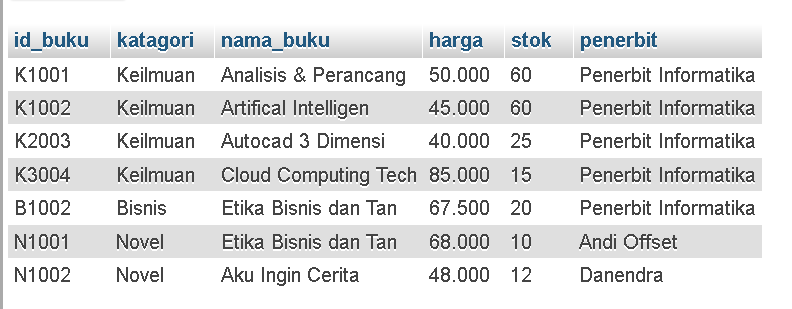 id_buku katagori nama_buku harga stok penerbit
K1001 Keilmuan Analisis & Perancang 50.000 60 Penerbit Informatika
K1002 Keilmuan Artifical Intelligen 45.000 60 Penerbit Informatika
K2003 Keilmuan Autocad 3 Dimensi 40.000 25 Penerbit Informatika
K3004 Keilmuan Cloud Computing Tech 85.000 15 Penerbit Informatika
B1002 Bisnis Etika Bisnis dan Tan 67.500 20 Penerbit Informatika
N1001 Novel Etika Bisnis dan Tan 68.000 10 Andi Offset
N1002 Novel Aku Ingin Cerita 48.000 12 Danendra